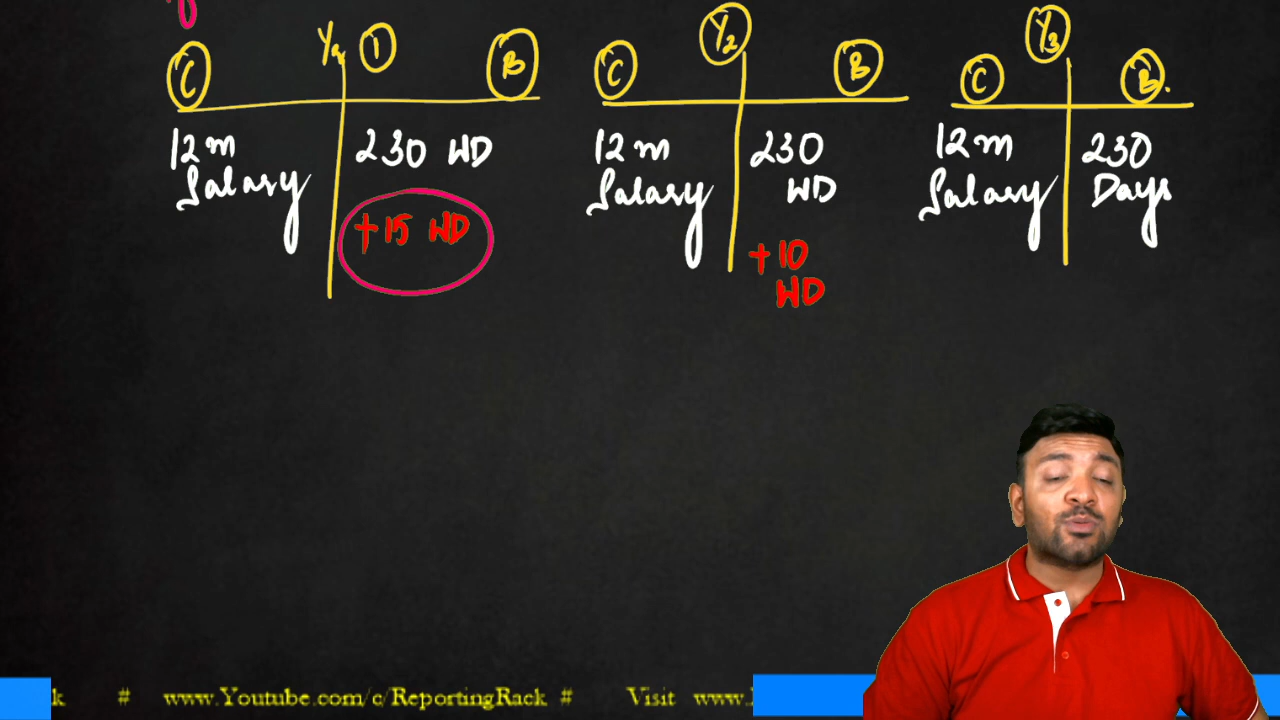 Yr 1
C B
12m Salary
230 WD
+15 WD
Y2
C B
12m Salary
230 WD
+10 WD
Y3
C B.
12m Salary
230 Days
# www.Youtube.com/c/ReportingRack # Visit www.